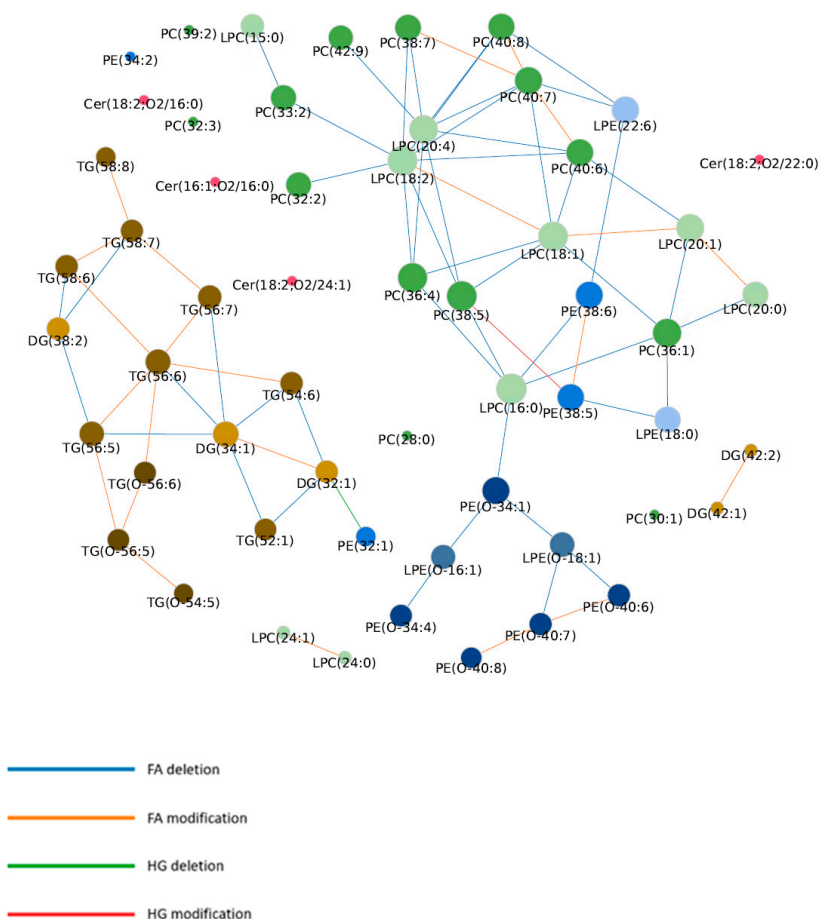 PC(39:2)
LPC(15:0)
PC(42:9)
PC(38:7)
PC(40:8)
PE(34:2)
Cer(18:2;O2/16:0)
PC(33:2)
PC(40:7)
PC(32:3)
LPE(22:6)
LPC(20:4)
TG(58:8)
Cer(16:1;O2/16:0)
LPC(18:2)
PC(40:6)
Cer(18:2;O2/22:0)
PC(32:2)
TG(58:7)
LPC(18:1)
LPC(20:1)
TG(58:6)
Cer(18:2;O2/24:1)
PC(36:4)
TG(56:7)
PC(38:5)
PE(38:6)
LPC(20:0)
DG(38:2)
PC(36:1)
TG(56:6)
TG(54:6)
LPC(16:0)
PE(38:5)
TG(56:5)
DG(34:1)
PC(28:0)
LPE(18:0)
DG(42:2)
TG(O-56:6)
DG(32:1)
PE(O-34:1)
PC(30:1)
DG(42:1)
TG(O-56:5)
TG(52:1)
PE(32:1)
LPE(O-16:1)
LPE(O-18:1)
TG(O-54:5)
PE(O-34:4)
PE(O-40:6)
LPC(24:1)
PE(O-40:7)
LPC(24:0)
PE(O-40:8)
FA deletion
FA modification
HG deletion
HG modification